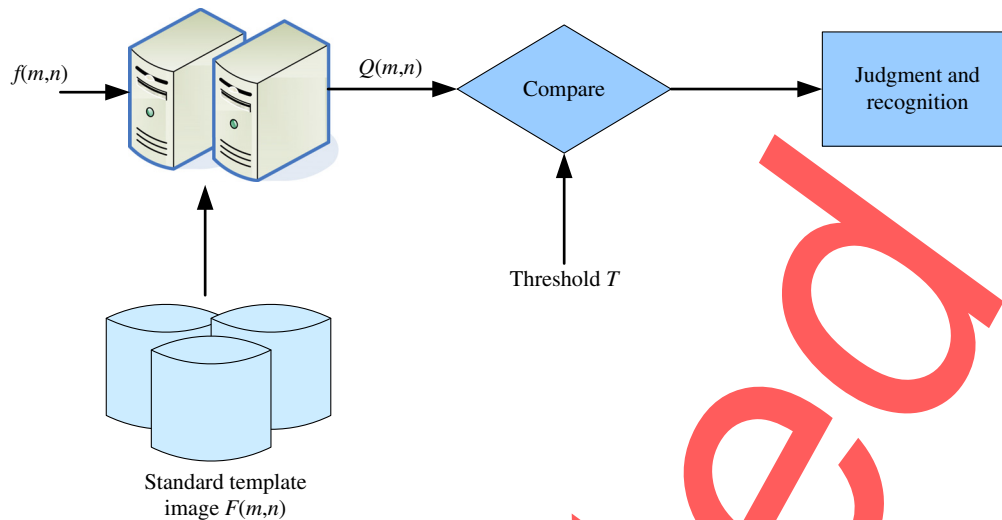 f(m,n)
Q(m,n)
Compare
Judgment and
recognition
Threshold T
Standard template
image F(m,n)